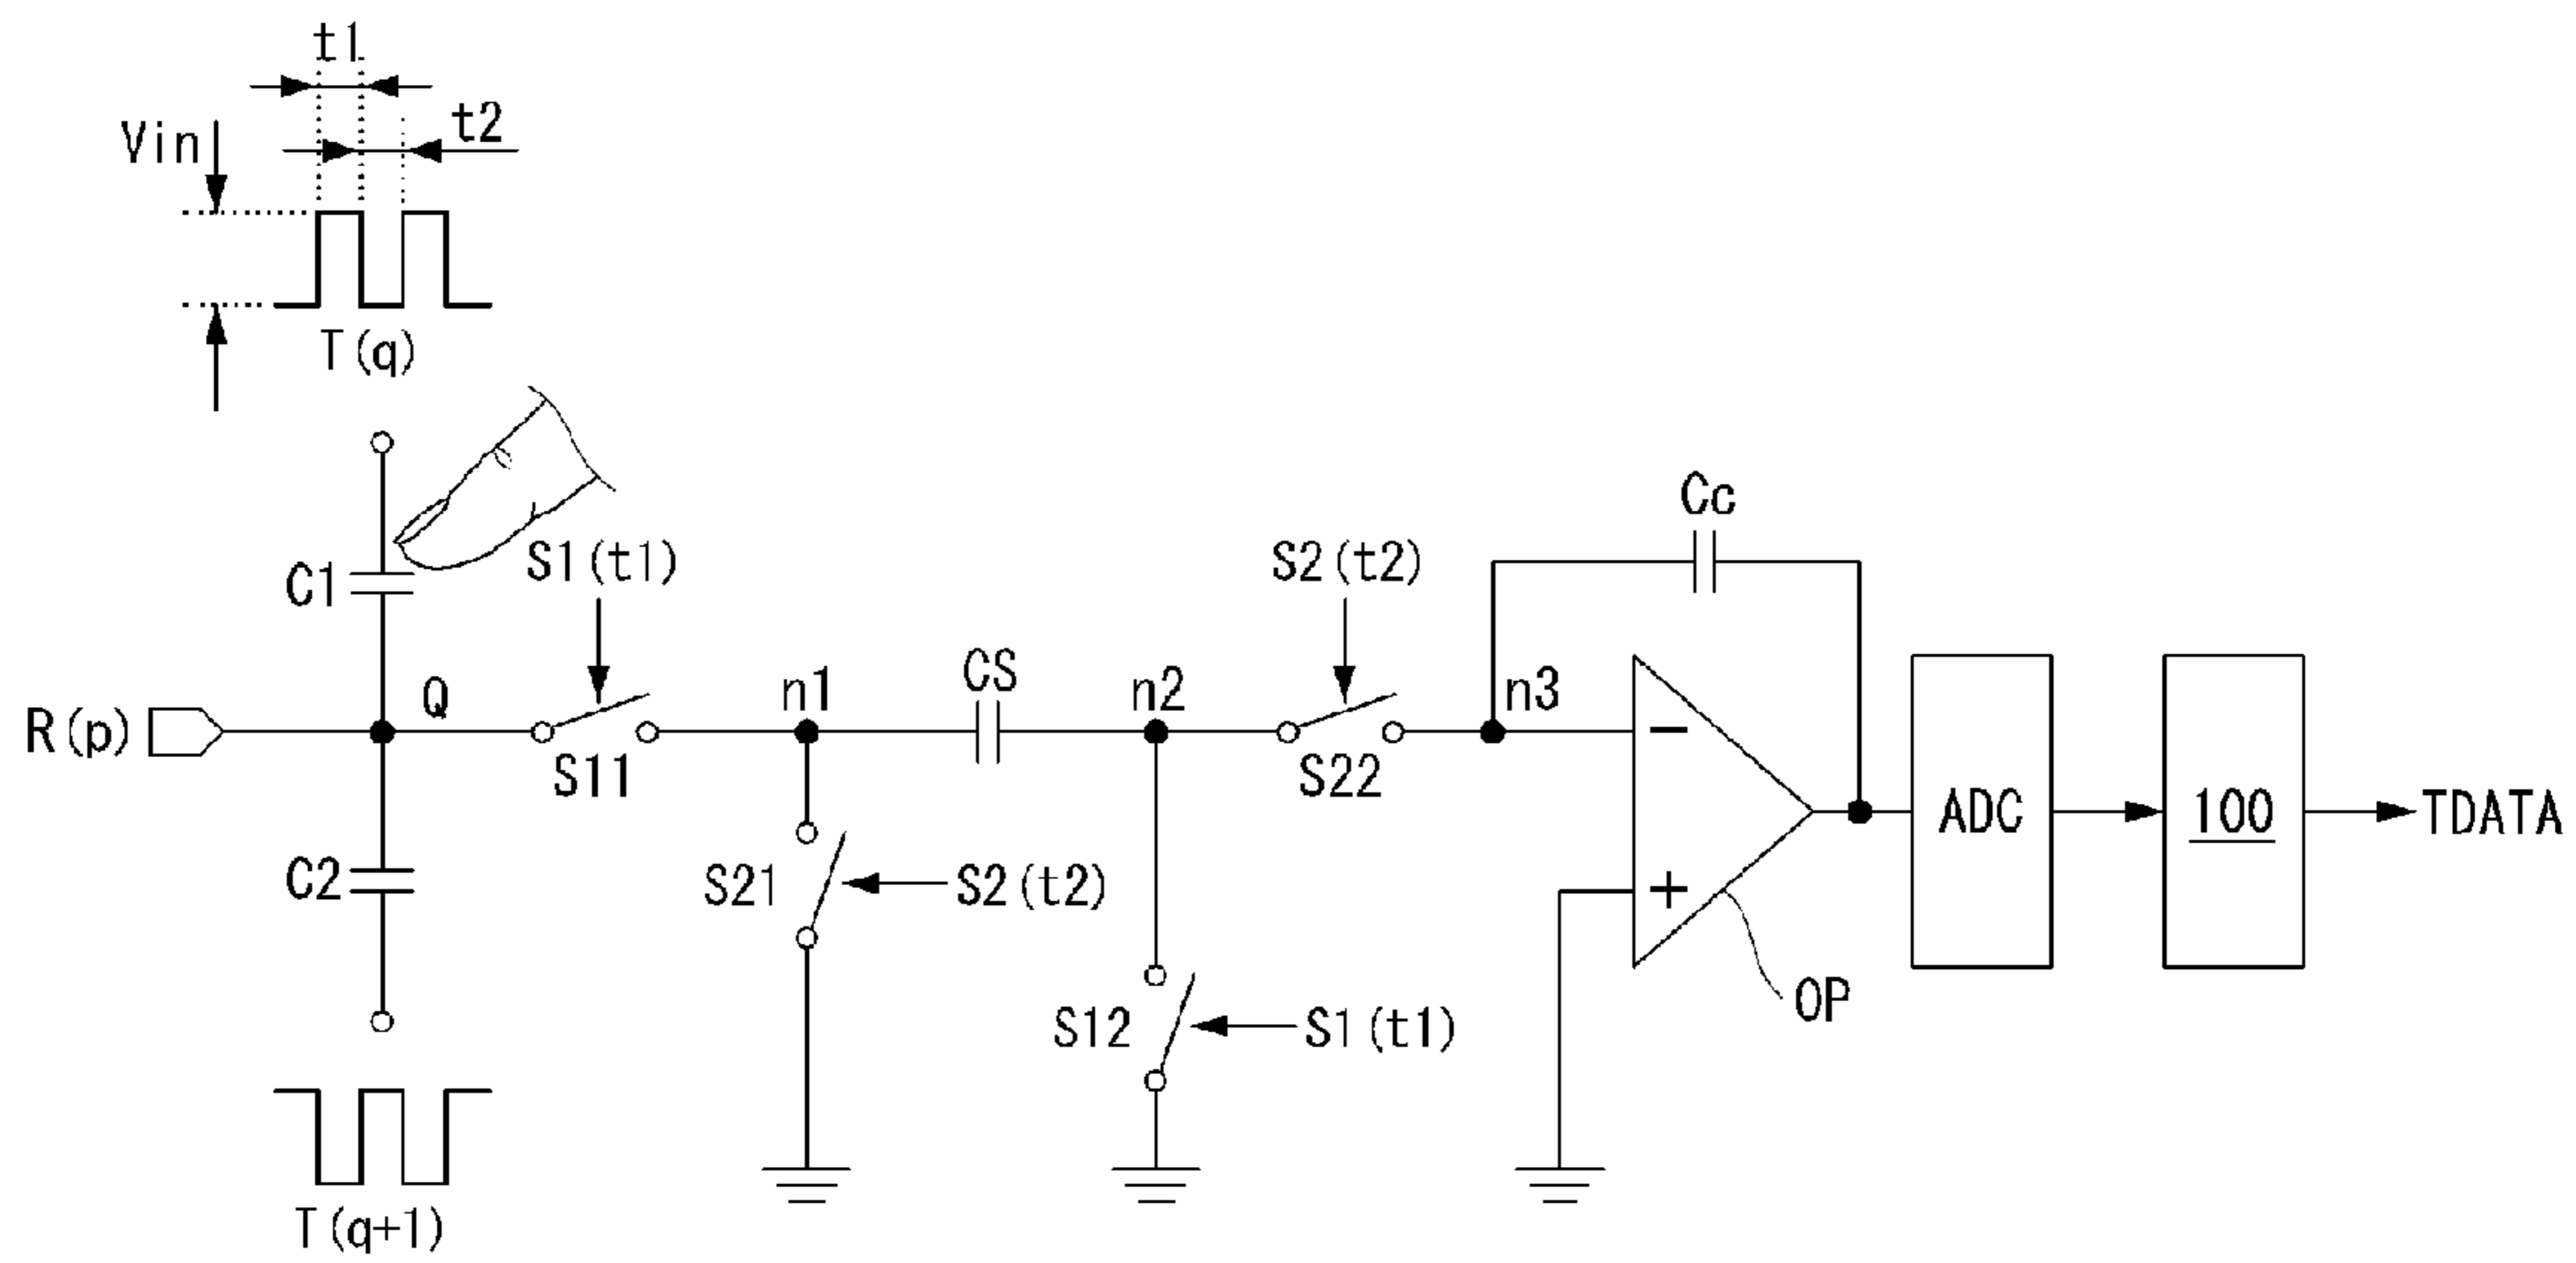 t1
Vin
t2
T(q)
C1
S1(t1)
S2(t2)
Cc
R(p)
Q
S11
n1
CS
n2
S22
n3
C2
S21
S2(t2)
S12
S1(t1)
−
+
OP
ADC
100
TDATA
T(q+1)